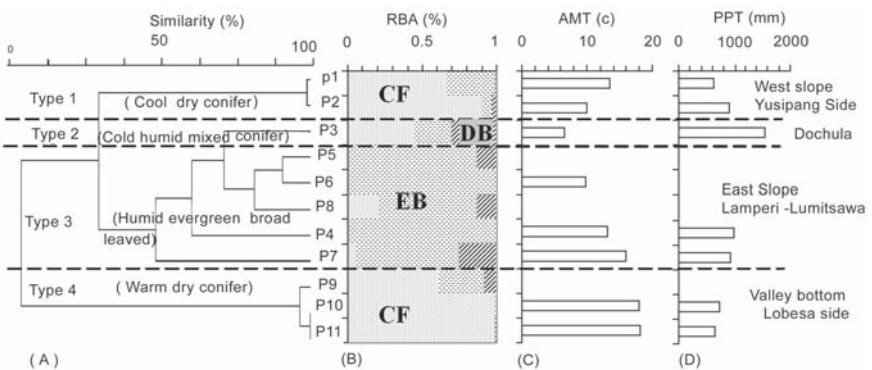 Similarity (%) RBA (%) AMT (c) PPT (mm)
0 50 100 0 0.5 1 0 10 20 0 1000 2000
p1
Type 1 ( Cool dry conifer) P2 CF West slope
Yusipang Side
Type 2 (Cold humid mixed conifer) P3 DB Dochula
P5
P6 EB East Slope
P8 Lamperi -Lumitsawa
Type 3 (Humid evergreen broad
leaved) P4
P7
P9
Type 4 ( Warm dry conifer) P10 CF Valley bottom
Lobesa side
P11
( A ) (B) (C) (D)